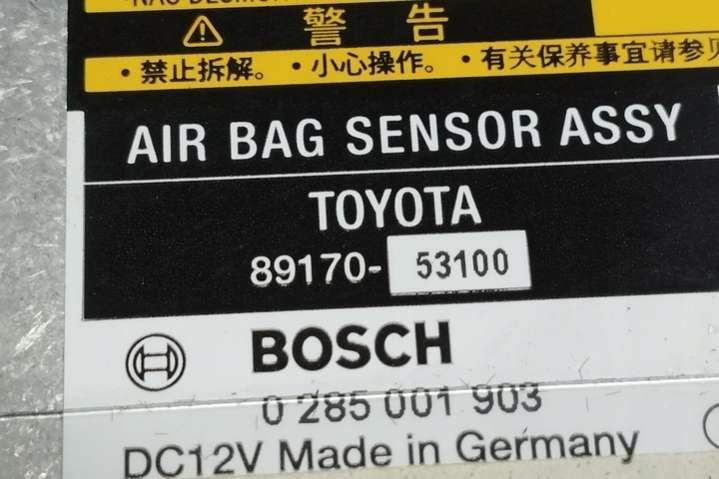 警 告
・禁止拆解。・小心操作。・有关保养事宜请参
AIR BAG SENSOR ASSY
TOYOTA
89170- 53100
BOSCH
0 285 001 903
DC12V Made in Germany